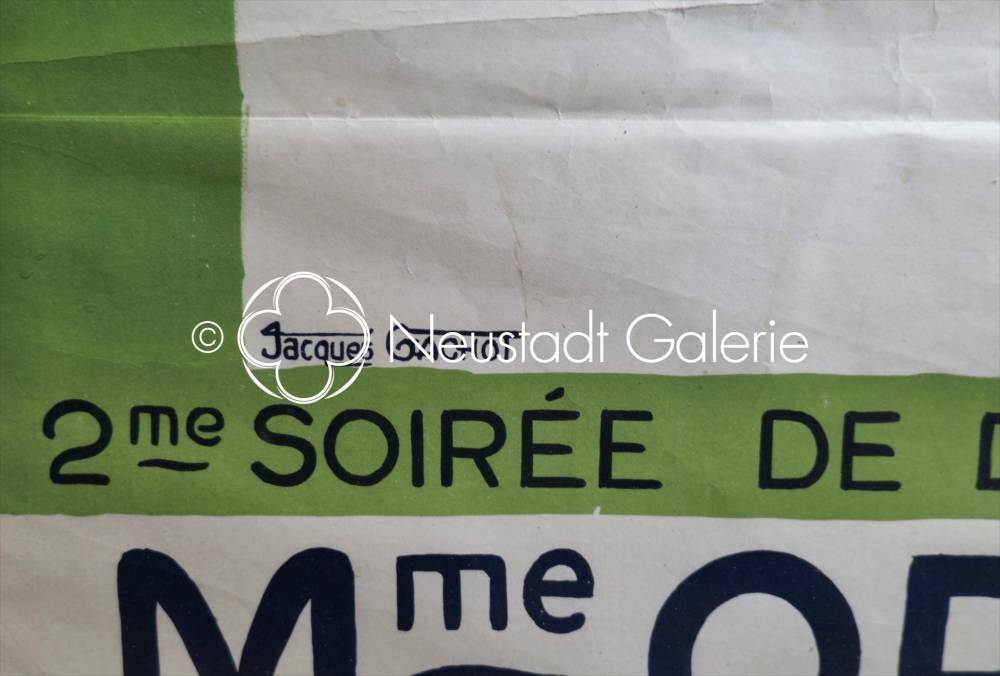 © Neustadt Galerie
Jacques
2me SOIRÉE DE
Mme